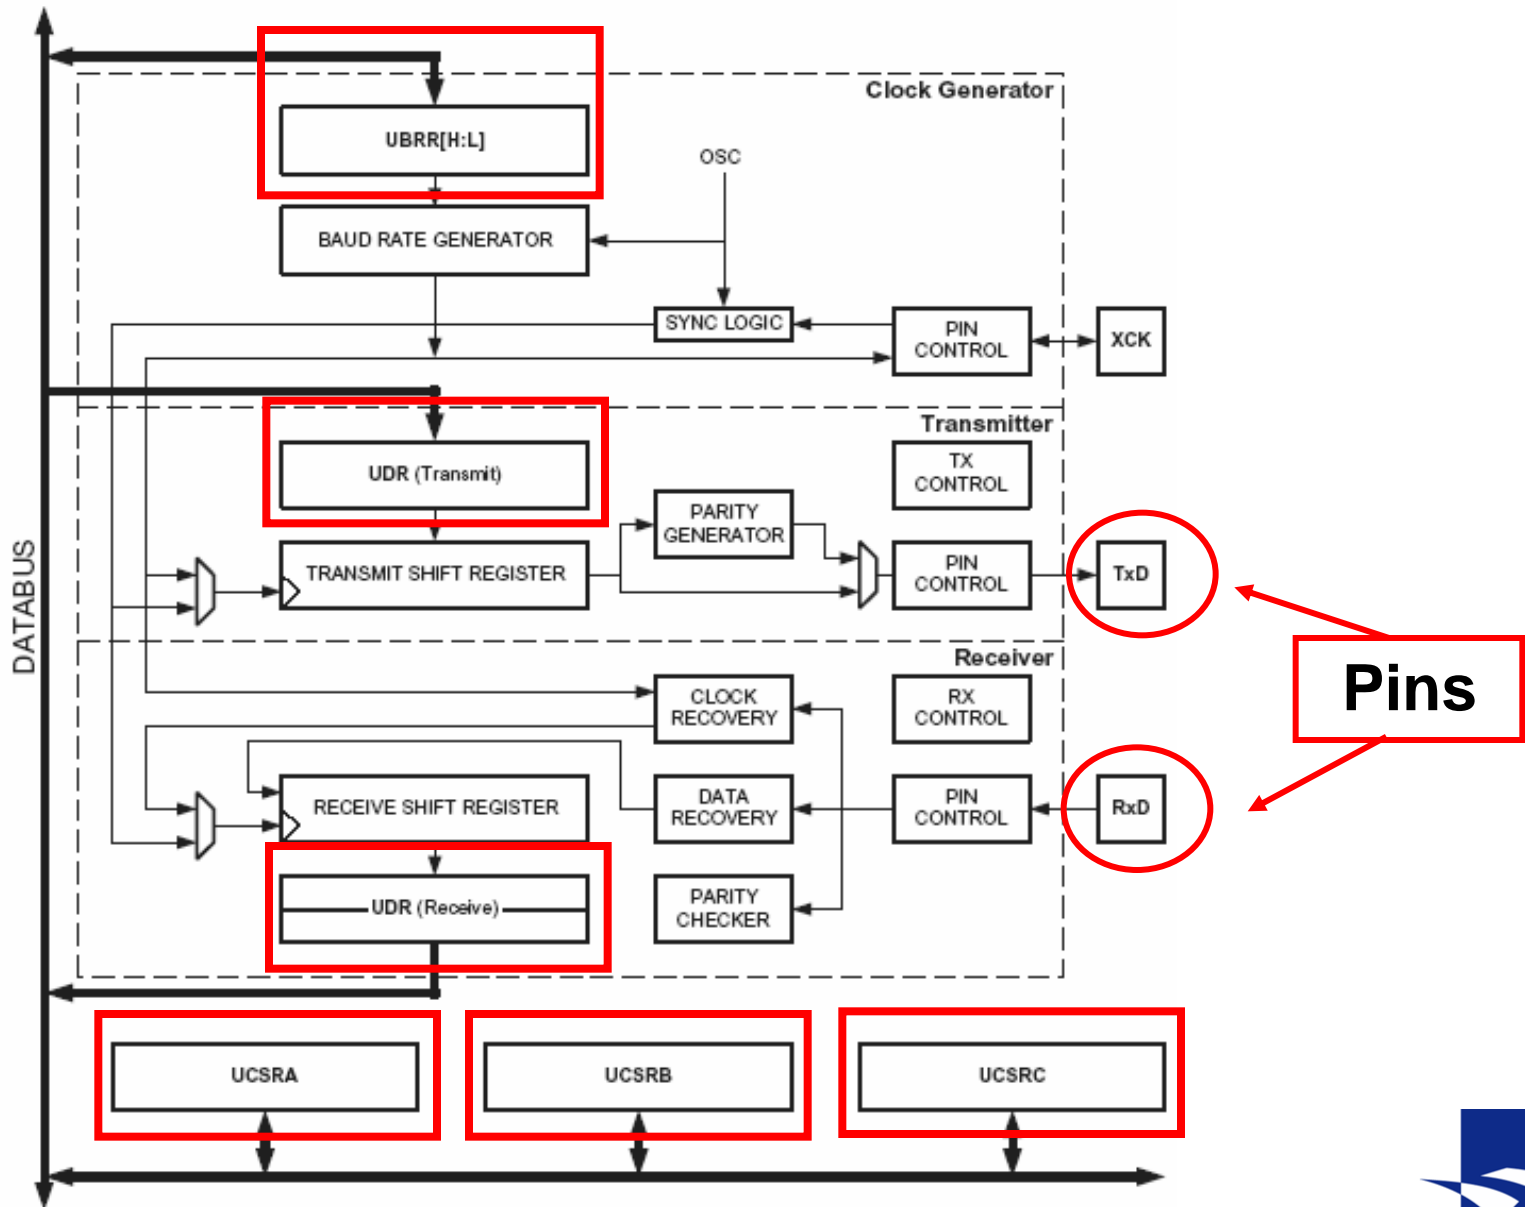 Clock Generator
UBRR[H:L]
OSC
BAUD RATE GENERATOR
SYNC LOGIC
PIN
CONTROL
XCK
Transmitter
UDR (Transmit)
TX
CONTROL
PARITY
GENERATOR
TRANSMIT SHIFT REGISTER
PIN
CONTROL
TxD
DATABUS
Receiver
Pins
CLOCK
RECOVERY
RX
CONTROL
RECEIVE SHIFT REGISTER
DATA
RECOVERY
PIN
CONTROL
RxD
UDR (Receive)
PARITY
CHECKER
UCSRA
UCSRB
UCSRC